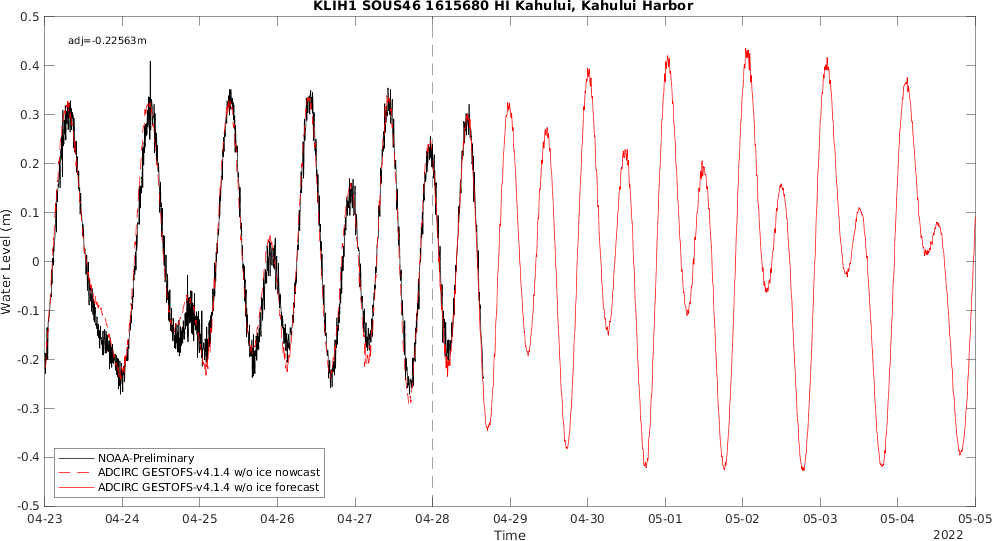 KLIH1 SOUS46 1615680 HI Kahului, Kahului Harbor
0.5
adj=-0.22563m
0.4
0.3
0.2
0.1
0
-0.1
-0.2
-0.3
-0.4
-0.5
Water Level (m)
NOAA-Preliminary
ADCIRC GESTOFS-v4.1.4 w/o ice nowcast
ADCIRC GESTOFS-v4.1.4 w/o ice forecast
04-23 04-24 04-25 04-26 04-27 04-28 04-29 04-30 05-01 05-02 05-03 05-04 05-05
Time
2022